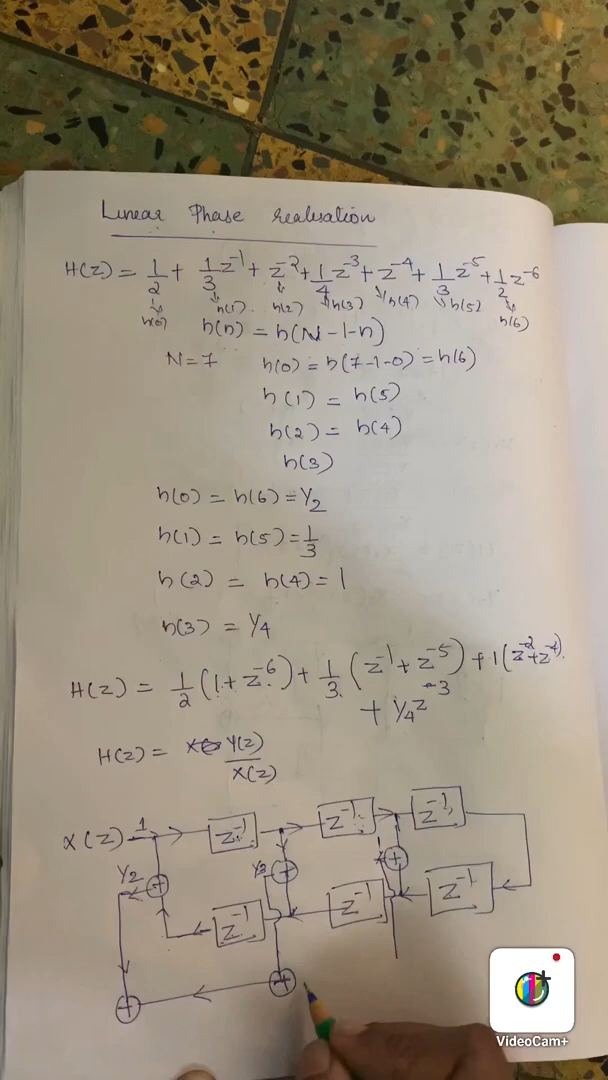 Linear Phase realisation
H(z) = 1/2 + 1/3 z^-1 + z^-2 + 1/4 z^-3 + z^-4 + 1/3 z^-5 + 1/2 z^-6
h(0) h(1) h(2) h(3) h(4) h(5) h(6)
h(n) = h(N-1-n)
N=7 h(0) = h(7-1-0) = h(6)
h(1) = h(5)
h(2) = h(4)
h(3)
h(0) = h(6) = 1/2
h(1) = h(5) = 1/3
h(2) = h(4) = 1
h(3) = 1/4
H(z) = 1/2 (1+z^-6) + 1/3 (z^-1 + z^-5) + 1(z^-2+z^-4)
+ 1/4 z^-3
H(z) = Y(z)/X(z)
X(z) 1 z^-1 z^-1 z^-1
1/2 + 1/3 + +
z^-1 z^-1 z^-1
+ +
VideoCam+